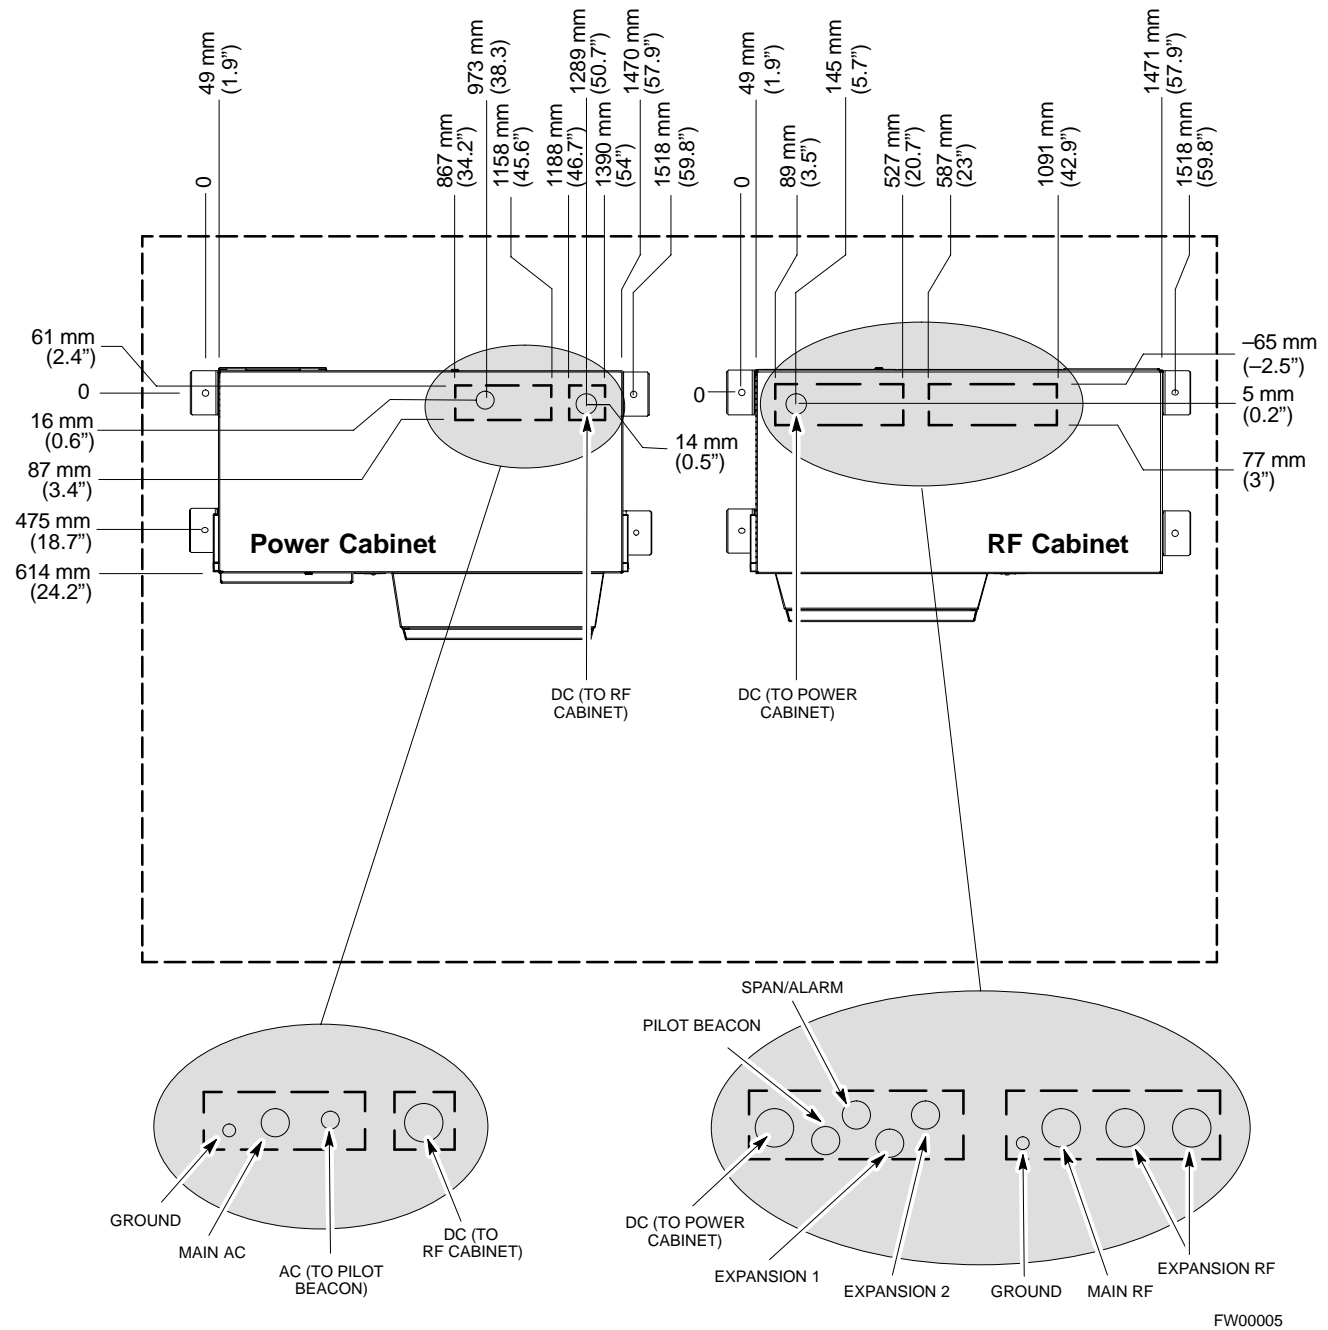 0
49 mm
(1.9”)
867 mm
(34.2”)
973 mm
(38.3)
1158 mm
(45.6”)
1188 mm
(46.7”)
1289 mm
(50.7”)
1390 mm
(54”)
1470 mm
(57.9”)
1518 mm
(59.8”)
0
49 mm
(1.9”)
89 mm
(3.5”)
145 mm
(5.7”)
527 mm
(20.7”)
587 mm
(23”)
1091 mm
(42.9”)
1471 mm
(57.9”)
1518 mm
(59.8”)
61 mm
(2.4”)
0
16 mm
(0.6”)
87 mm
(3.4”)
475 mm
(18.7”)
614 mm
(24.2”)
14 mm
(0.5”)
0
–65 mm
(–2.5”)
5 mm
(0.2”)
77 mm
(3”)
Power Cabinet
RF Cabinet
DC (TO RF
CABINET)
DC (TO POWER
CABINET)
SPAN/ALARM
PILOT BEACON
GROUND
MAIN AC
AC (TO PILOT
BEACON)
DC (TO
RF CABINET)
DC (TO POWER
CABINET)
EXPANSION 1
EXPANSION 2
GROUND
MAIN RF
EXPANSION RF
FW00005